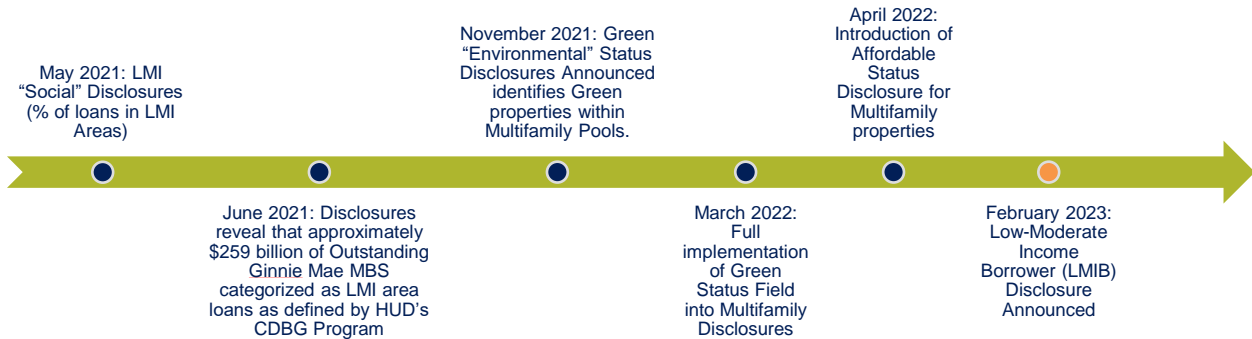 May 2021: LMI
“Social” Disclosures
(% of loans in LMI
Areas)
June 2021: Disclosures
reveal that approximately
$259 billion of Outstanding
Ginnie Mae MBS
categorized as LMI area
loans as defined by HUD’s
CDBG Program
November 2021: Green
“Environmental” Status
Disclosures Announced
identifies Green
properties within
Multifamily Pools.
March 2022:
Full
implementation
of Green
Status Field
into Multifamily
Disclosures
April 2022:
Introduction of
Affordable
Status
Disclosure for
Multifamily
properties
February 2023:
Low-Moderate
Income
Borrower (LMIB)
Disclosure
Announced